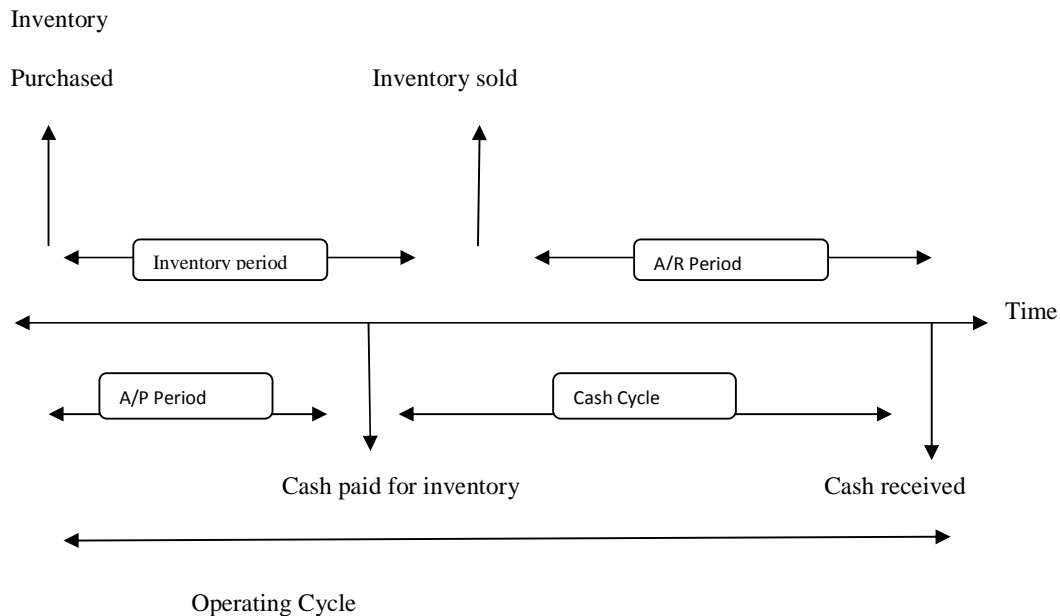 Inventory
Purchased
Inventory sold
Inventory period
A/R Period
Time
A/P Period
Cash Cycle
Cash paid for inventory
Cash received
Operating Cycle